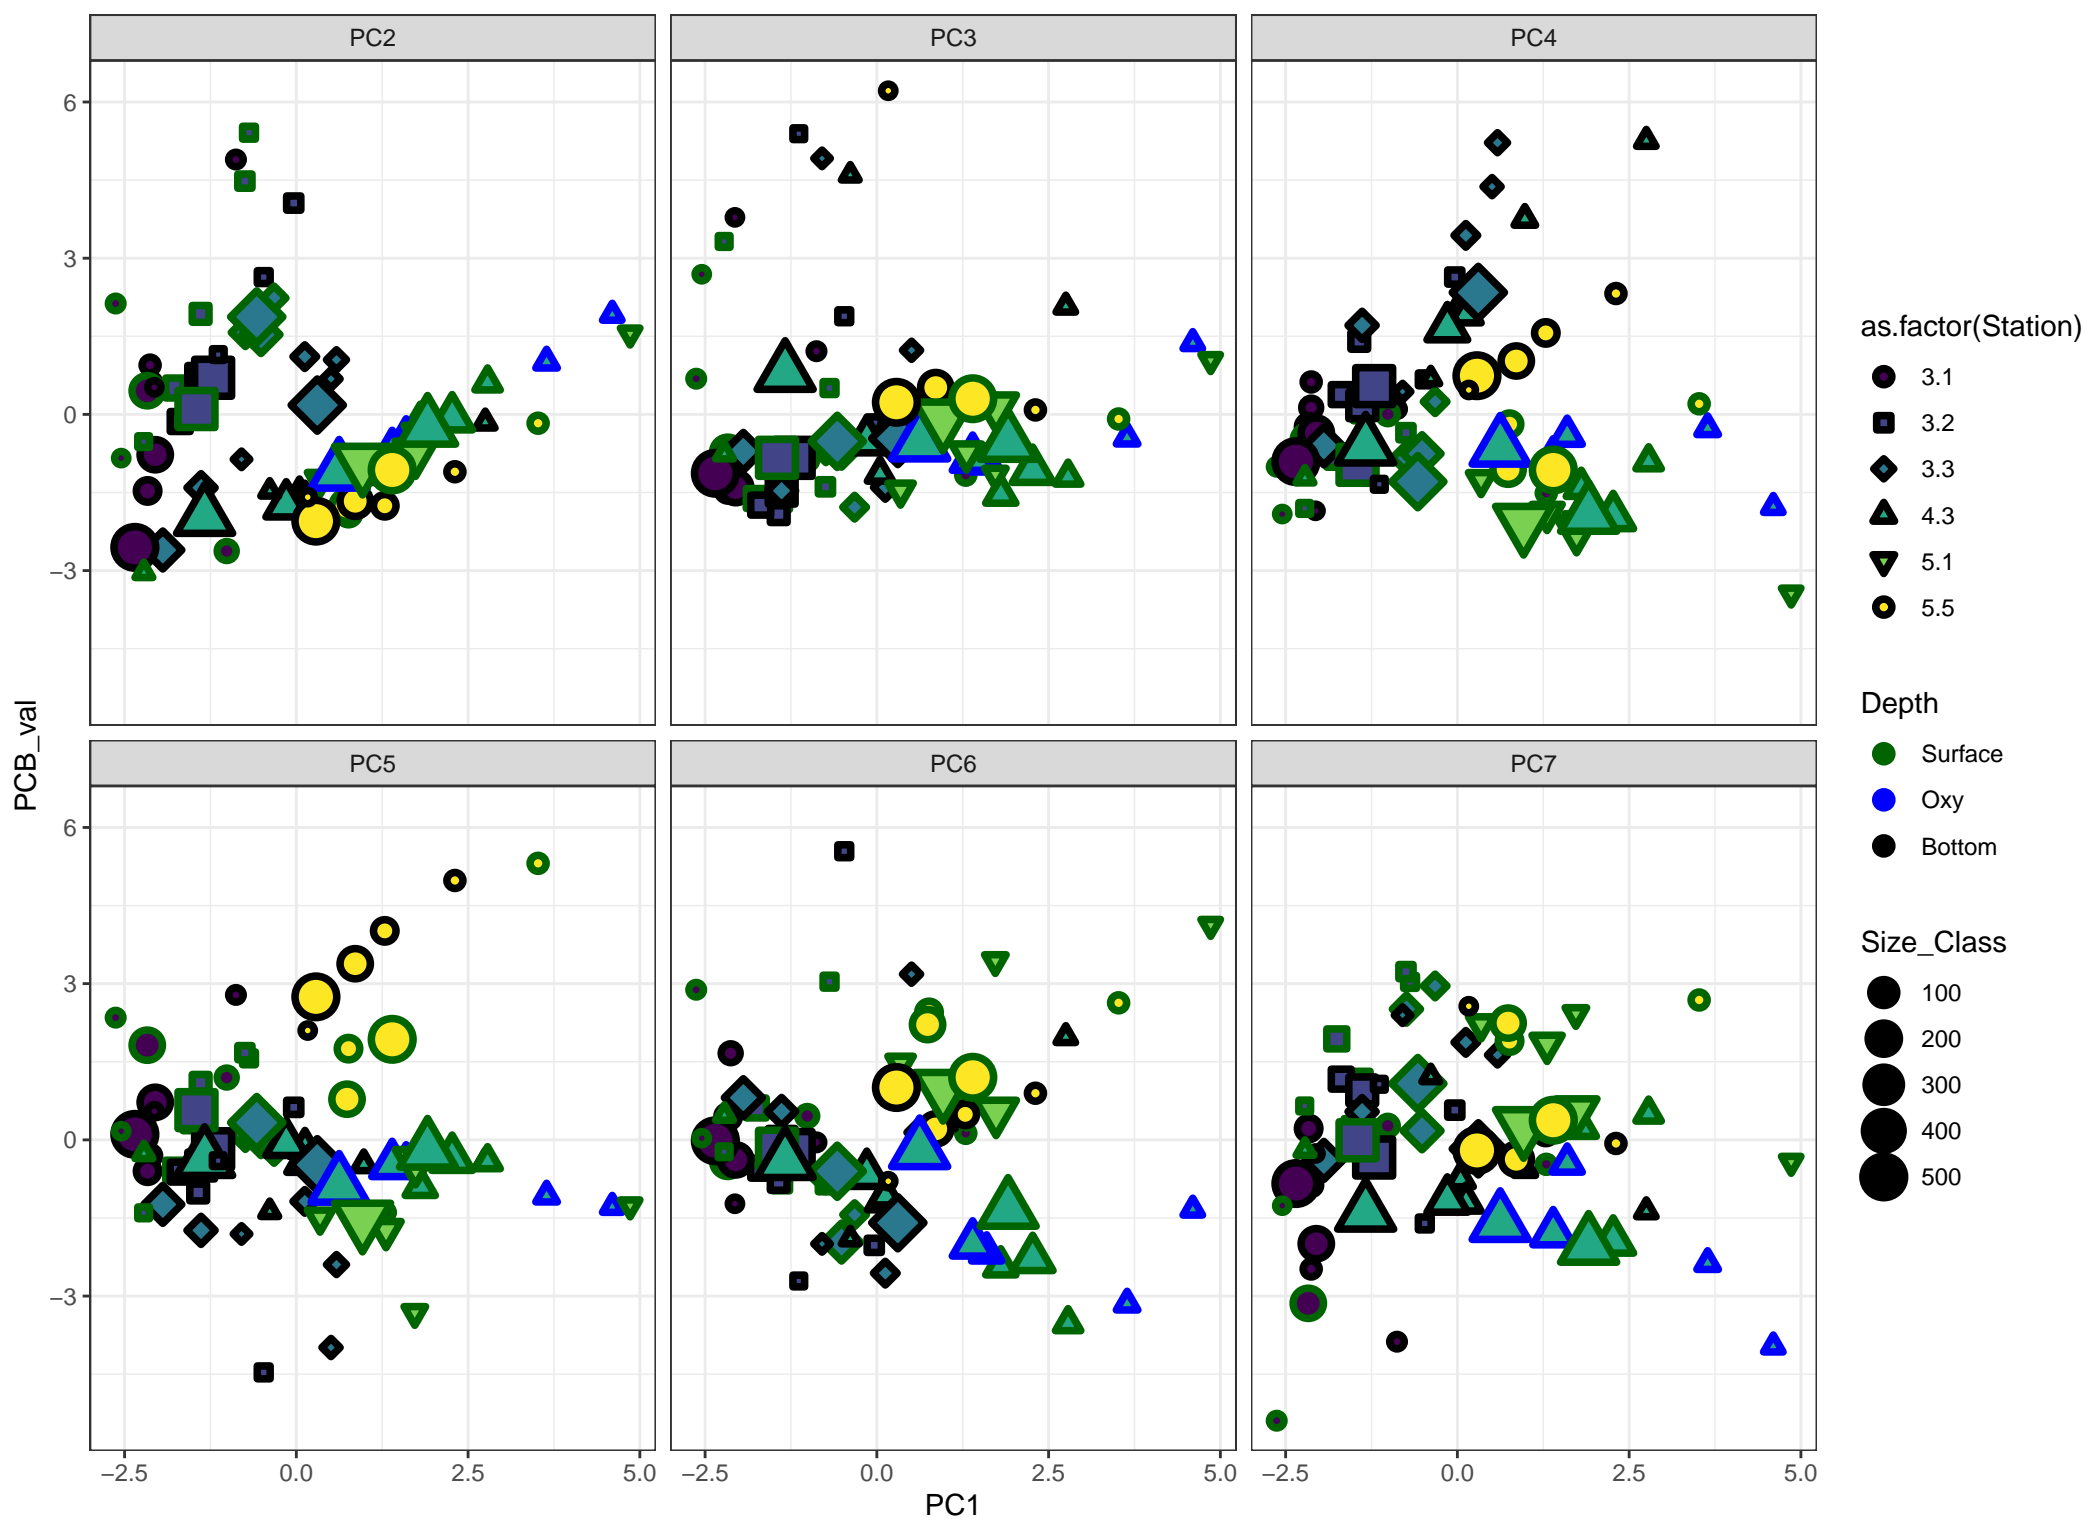 PC2 PC3 PC4
6
3
0
−3
PC5 PC6 PC7
6
3
0
−3
−2.5 0.0 2.5 5.0 −2.5 0.0 2.5 5.0 −2.5 0.0 2.5 5.0
PC1
PCB_val
as.factor(Station)
3.1
3.2
3.3
4.3
5.1
5.5
Depth
Surface
Oxy
Bottom
Size_Class
100
200
300
400
500